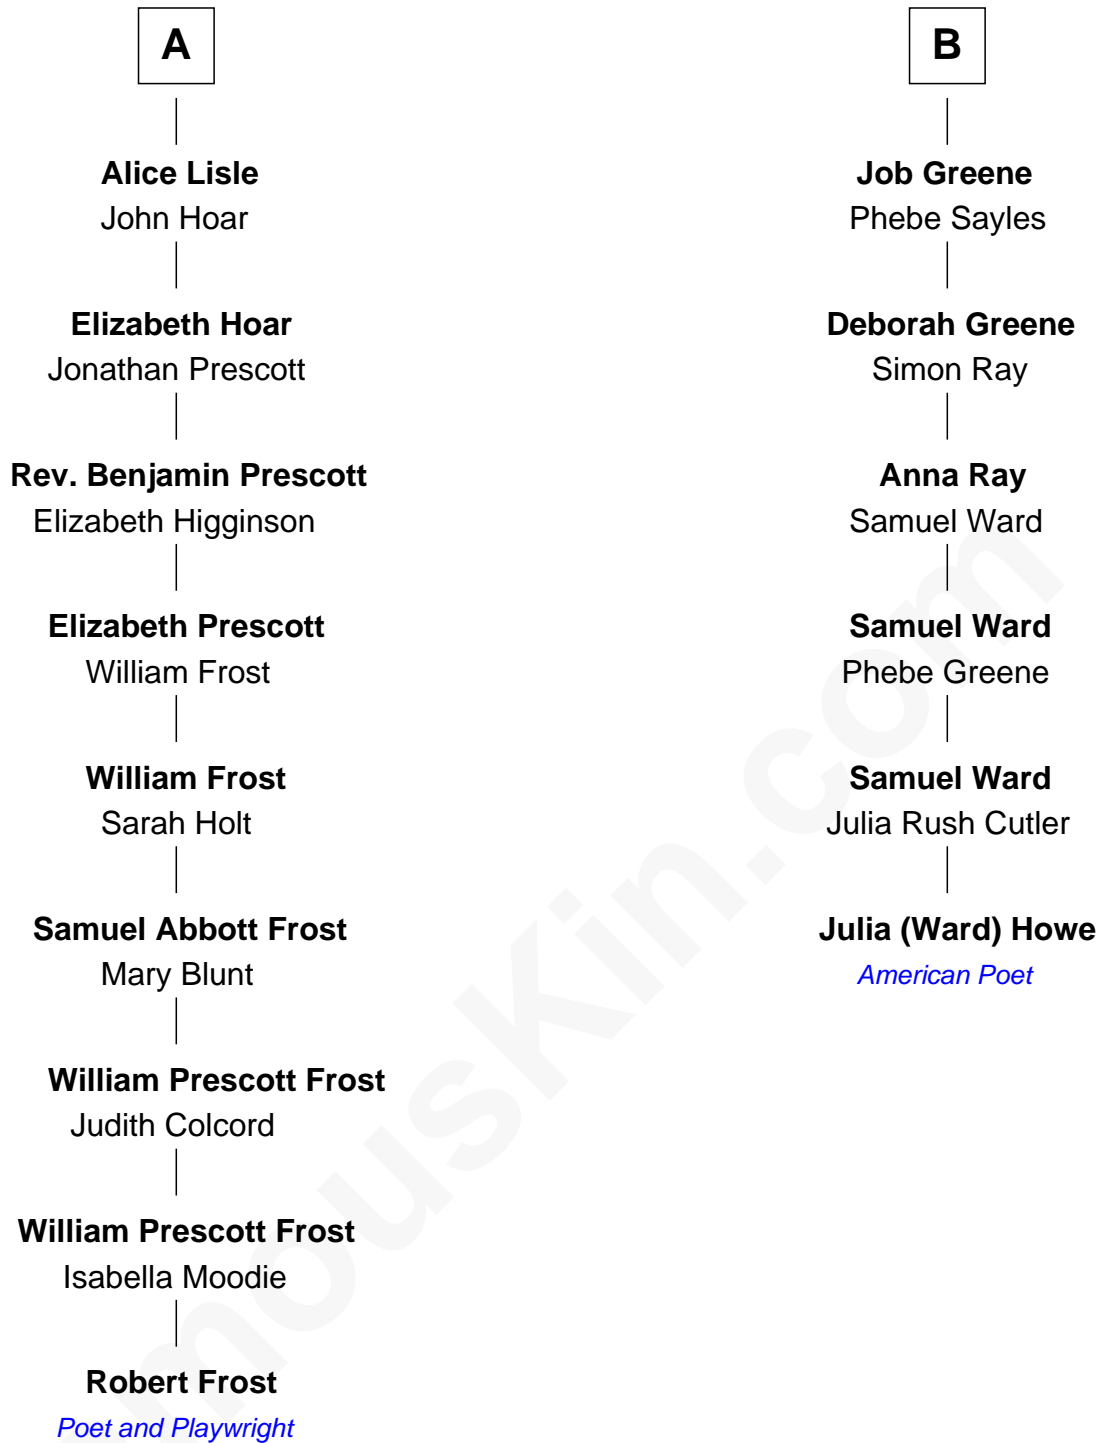 A
Alice Lisle
John Hoar
Elizabeth Hoar
Jonathan Prescott
Rev. Benjamin Prescott
Elizabeth Higginson
Elizabeth Prescott
William Frost
William Frost
Sarah Holt
Samuel Abbott Frost
Mary Blunt
William Prescott Frost
Judith Colcord
William Prescott Frost
Isabella Moodie
Robert Frost
Poet and Playwright
B
Job Greene
Phebe Sayles
Deborah Greene
Simon Ray
Anna Ray
Samuel Ward
Samuel Ward
Phebe Greene
Samuel Ward
Julia Rush Cutler
Julia (Ward) Howe
American Poet
mouskin.com